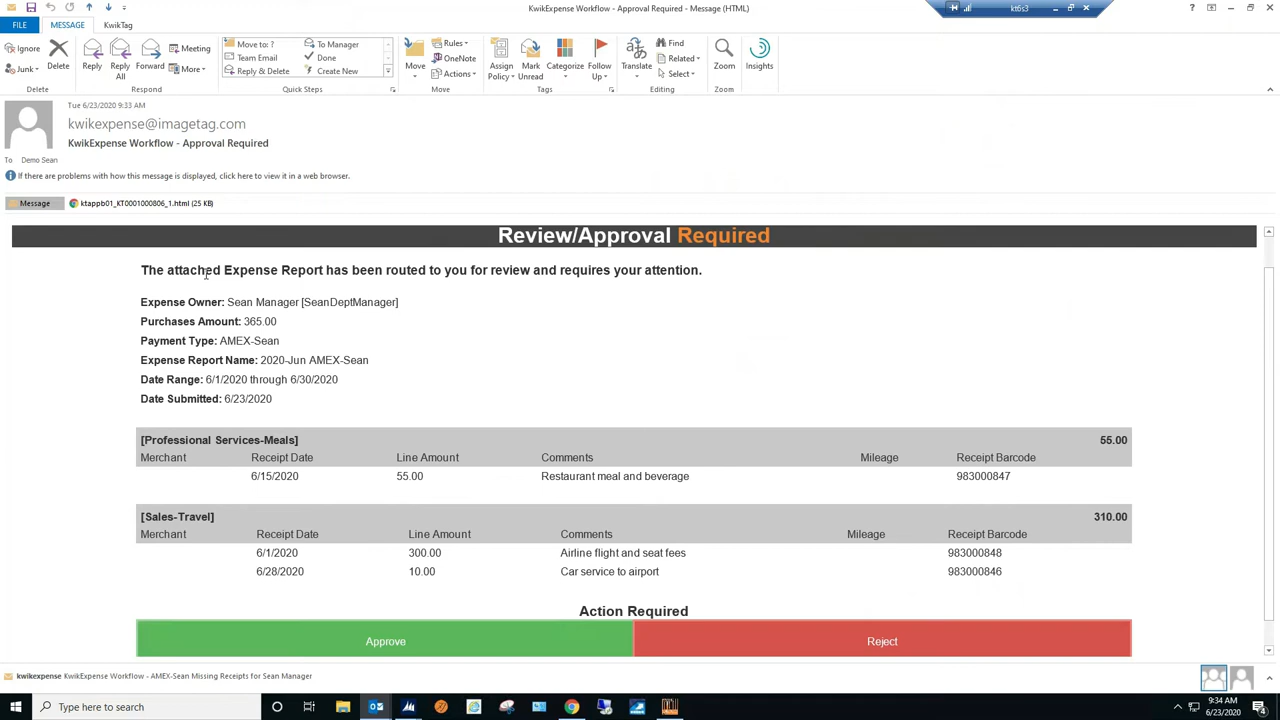 KwikExpense Workflow - Approval Required - Message (HTML)
kt6s3
FILE MESSAGE KwikTag
Ignore
Junk
Delete
Reply
Reply All
Forward
Meeting
More
Move to: ?
Team Email
Reply & Delete
To Manager
Done
Create New
Move
Rules
OneNote
Actions
Assign Policy
Mark Unread
Categorize
Follow Up
Translate
Find
Related
Select
Zoom
Insights
Delete Respond Quick Steps Move Tags Editing Zoom
Tue 6/23/2020 9:33 AM
kwikexpense@imagetag.com
KwikExpense Workflow - Approval Required
To Demo Sean
If there are problems with how this message is displayed, click here to view it in a web browser.
Message ktappb01_KT0001000806_1.html (25 KB)
Review/Approval Required
The attached Expense Report has been routed to you for review and requires your attention.
Expense Owner: Sean Manager [SeanDeptManager]
Purchases Amount: 365.00
Payment Type: AMEX-Sean
Expense Report Name: 2020-Jun AMEX-Sean
Date Range: 6/1/2020 through 6/30/2020
Date Submitted: 6/23/2020
[Professional Services-Meals] 55.00
Merchant Receipt Date Line Amount Comments Mileage Receipt Barcode
6/15/2020 55.00 Restaurant meal and beverage 983000847
[Sales-Travel] 310.00
Merchant Receipt Date Line Amount Comments Mileage Receipt Barcode
6/1/2020 300.00 Airline flight and seat fees 983000848
6/28/2020 10.00 Car service to airport 983000846
Action Required
Approve Reject
kwikexpense KwikExpense Workflow - AMEX-Sean Missing Receipts for Sean Manager
Type here to search
9:34 AM
6/23/2020
4